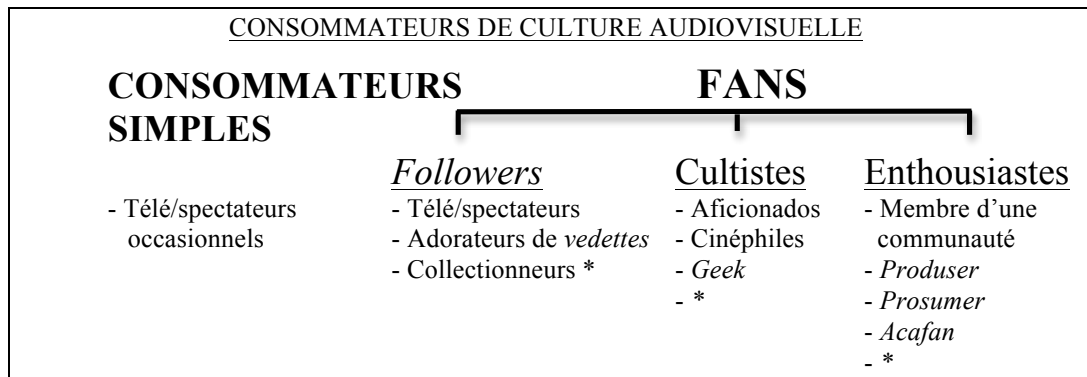 CONSOMMATEURS DE CULTURE AUDIOVISUELLE
CONSOMMATEURS
SIMPLES
- Télé/spectateurs
occasionnels
FANS
Followers
- Télé/spectateurs
- Adorateurs de vedettes
- Collectionneurs *
Cultistes
- Aficionados
- Cinéphiles
- Geek
- *
Enthousiastes
- Membre d’une
communauté
- Produser
- Prosumer
- Acafan
- *